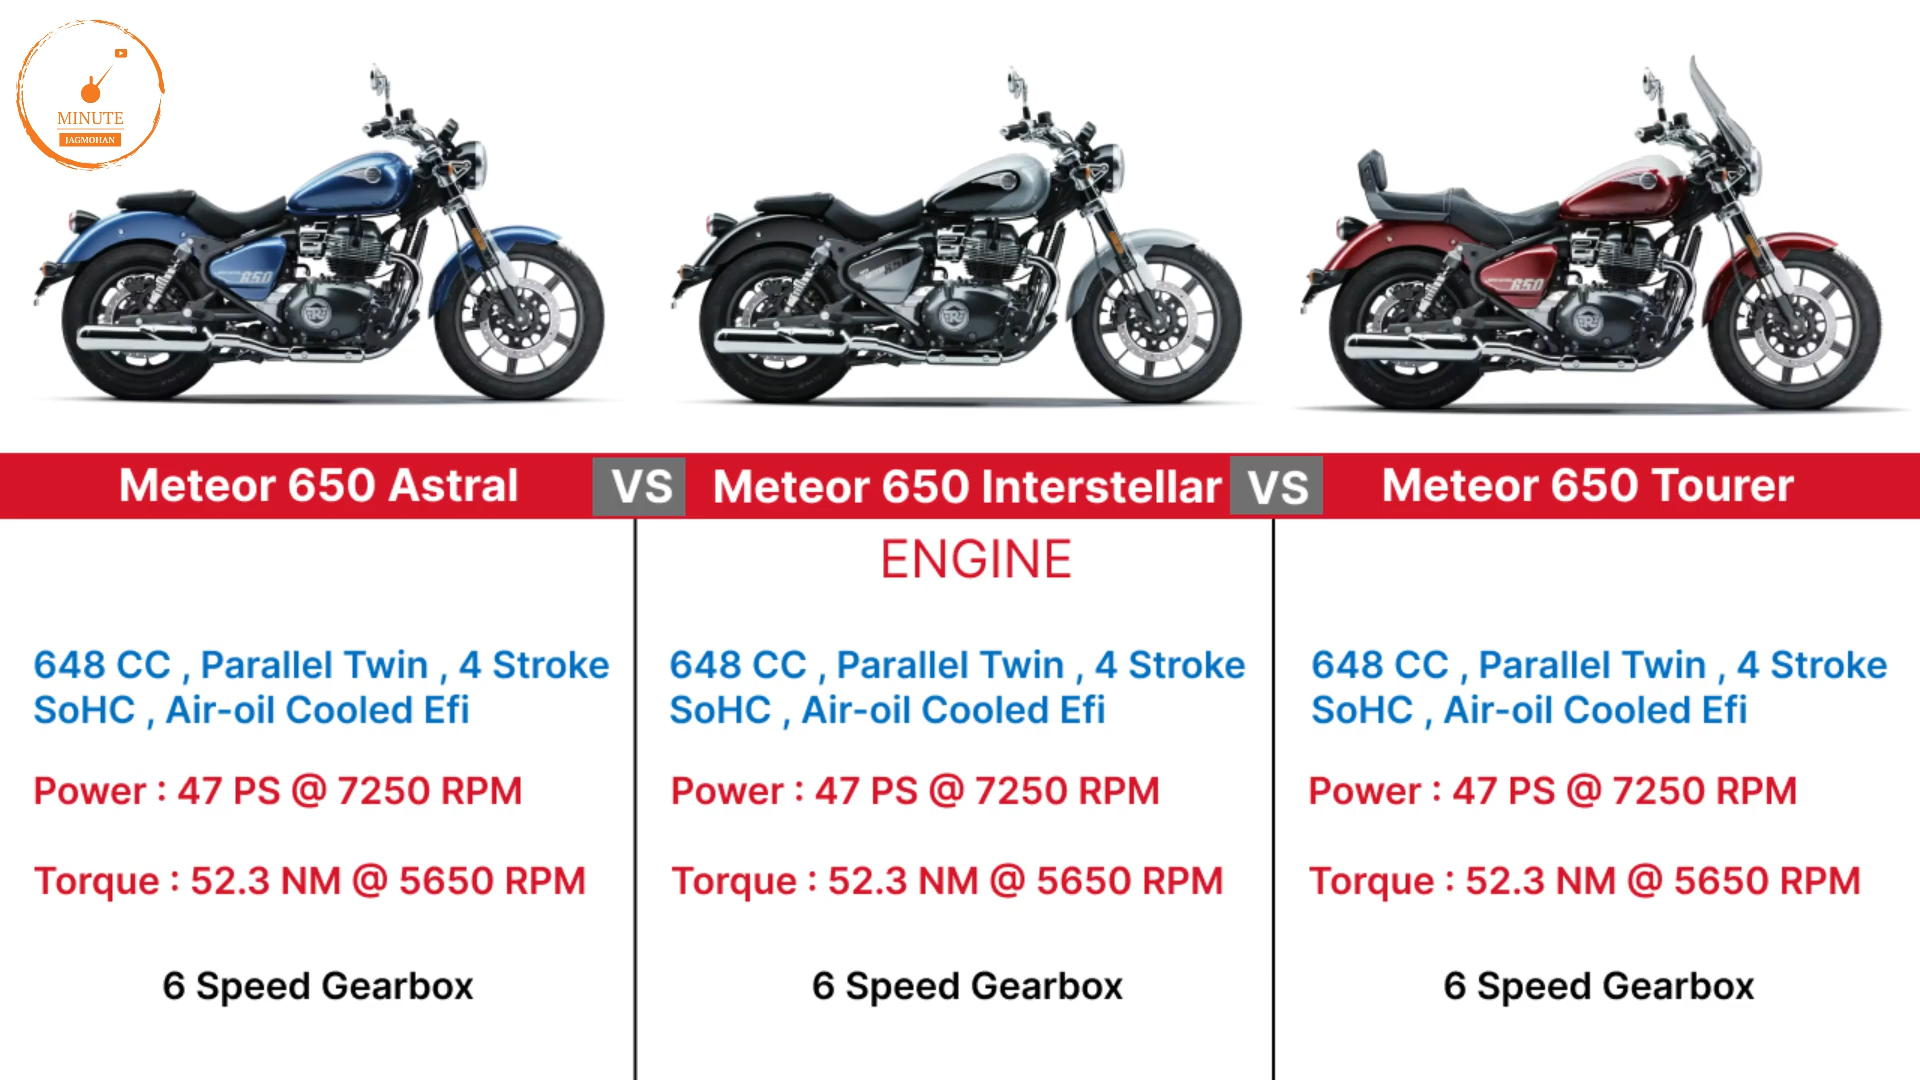 MINUTE
JAGMOHAN
650
650
Meteor 650 Astral
VS
Meteor 650 Interstellar
VS
Meteor 650 Tourer
ENGINE
648 CC , Parallel Twin , 4 Stroke
SoHC , Air-oil Cooled Efi
Power : 47 PS @ 7250 RPM
Torque : 52.3 NM @ 5650 RPM
6 Speed Gearbox
648 CC , Parallel Twin , 4 Stroke
SoHC , Air-oil Cooled Efi
Power : 47 PS @ 7250 RPM
Torque : 52.3 NM @ 5650 RPM
6 Speed Gearbox
648 CC , Parallel Twin , 4 Stroke
SoHC , Air-oil Cooled Efi
Power : 47 PS @ 7250 RPM
Torque : 52.3 NM @ 5650 RPM
6 Speed Gearbox